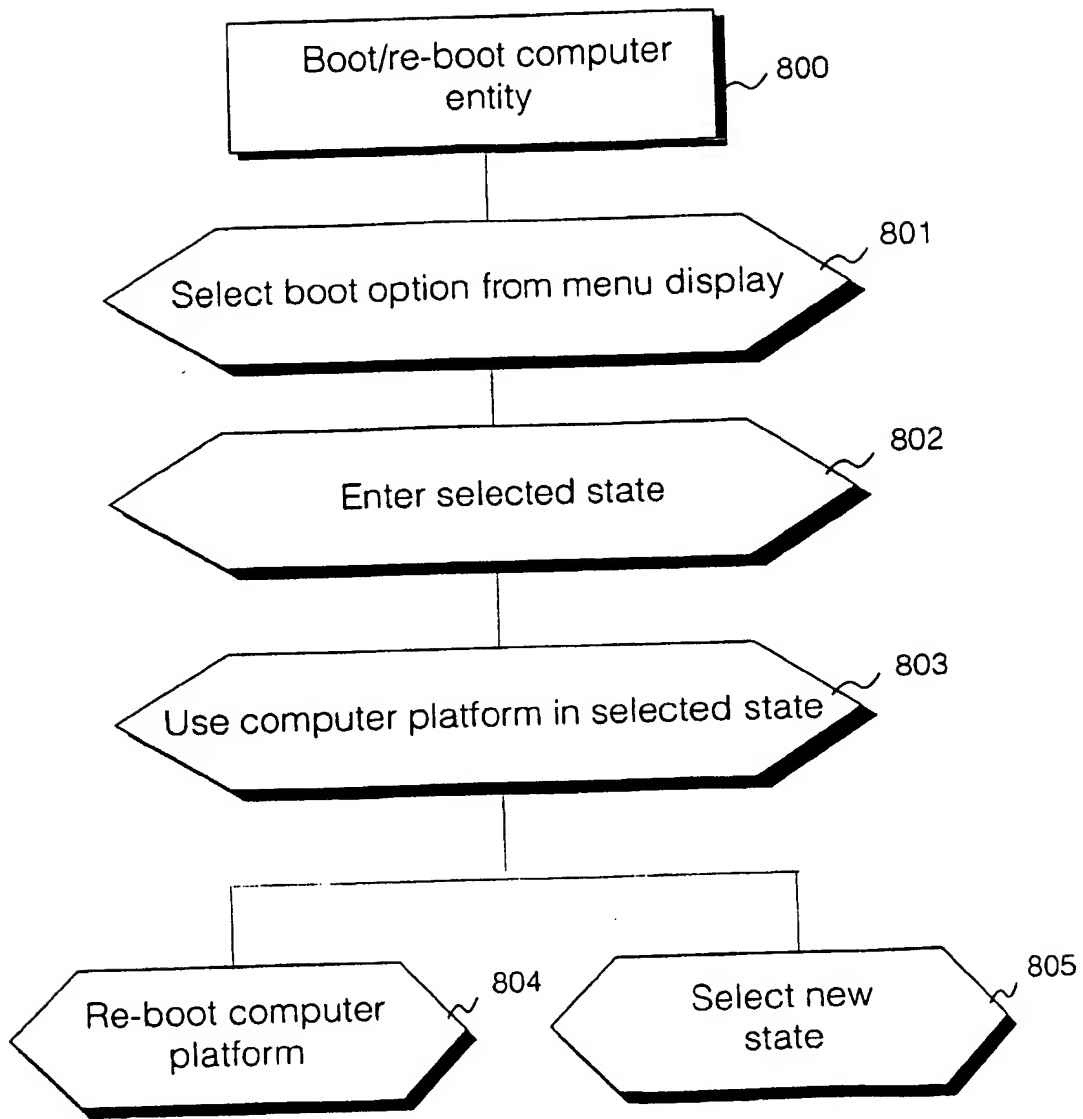 Boot/re-boot computer
entity
800
Select boot option from menu display
801
Enter selected state
802
Use computer platform in selected state
803
Re-boot computer
platform
804
Select new
state
805